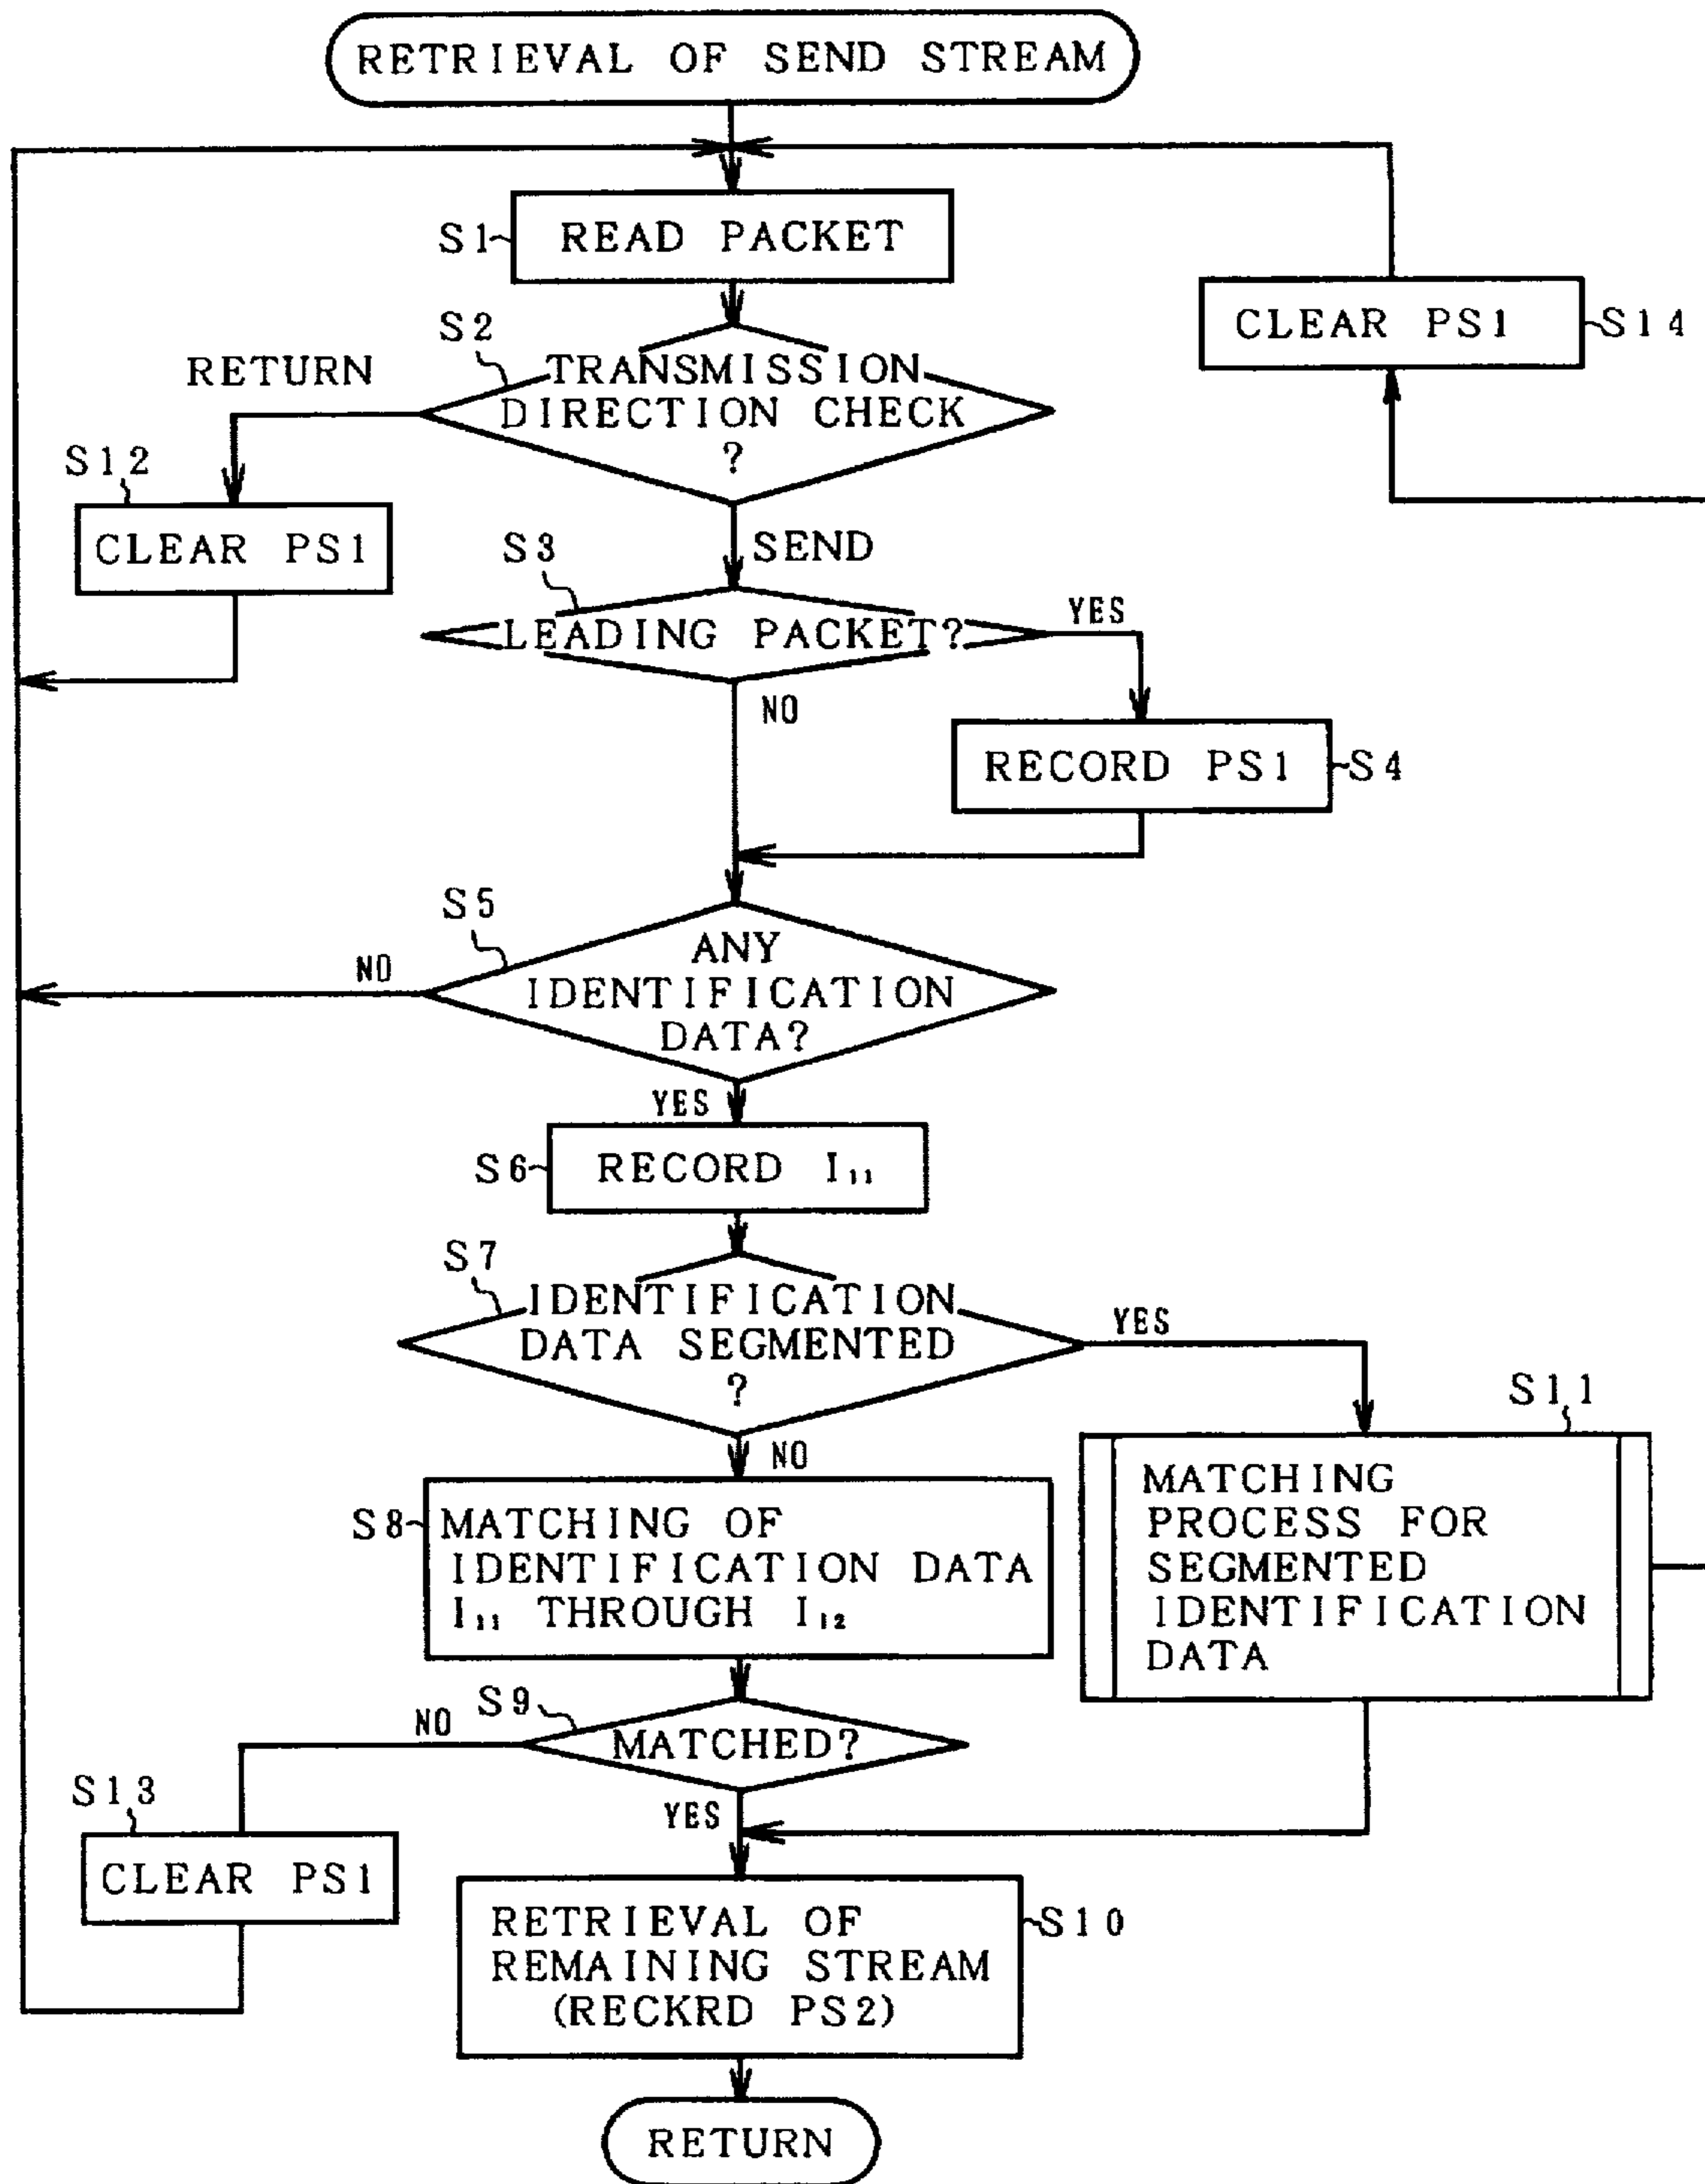 RETRIEVAL OF SEND STREAM
S1
READ PACKET
CLEAR PS1
S14
S2
RETURN
TRANSMISSION
DIRECTION CHECK
?
S12
CLEAR PS1
SEND
S3
LEADING PACKET?
YES
NO
RECORD PS1
S4
S5
NO
ANY
IDENTIFICATION
DATA?
YES
S6
RECORD I₁₁
S7
IDENTIFICATION
DATA SEGMENTED
?
YES
NO
S11
MATCHING
PROCESS FOR
SEGMENTED
IDENTIFICATION
DATA
S8
MATCHING OF
IDENTIFICATION DATA
I₁₁ THROUGH I₁₂
S9
NO
MATCHED?
YES
S13
CLEAR PS1
RETRIEVAL OF
REMAINING STREAM
(RECKRD PS2)
S10
RETURN